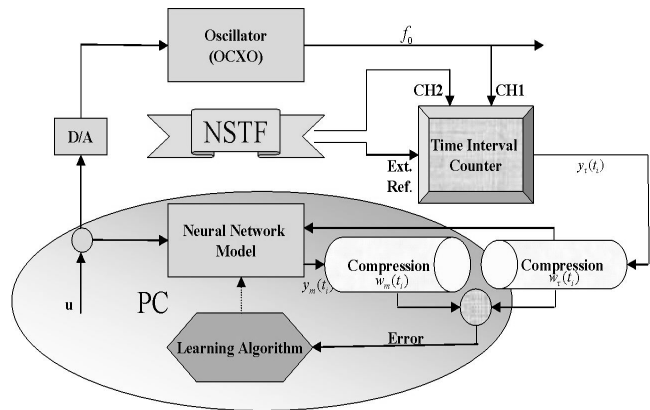 Oscillator
(OCXO)
f₀
CH2
CH1
NSTF
D/A
Time Interval
Counter
Ext.
Ref.
yᵣ(tᵢ)
Neural Network
Model
Compression
wₘ(tᵢ)
Compression
wᵣ(tᵢ)
yₘ(tᵢ)
u
PC
Learning Algorithm
Error